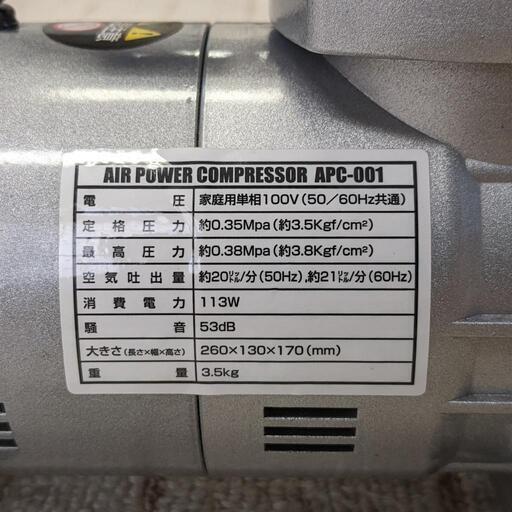 AIR POWER COMPRESSOR APC-001
電圧 家庭用単相100V(50/60Hz共通)
定格圧力 約0.35Mpa(約3.5Kgf/cm²)
最高圧力 約0.38Mpa(約3.8Kgf/cm²)
空気吐出量 約20㍑/分(50Hz),約21㍑/分(60Hz)
消費電力 113W
騒音 53dB
大きさ(長さ×幅×高さ) 260×130×170(mm)
重量 3.5kg